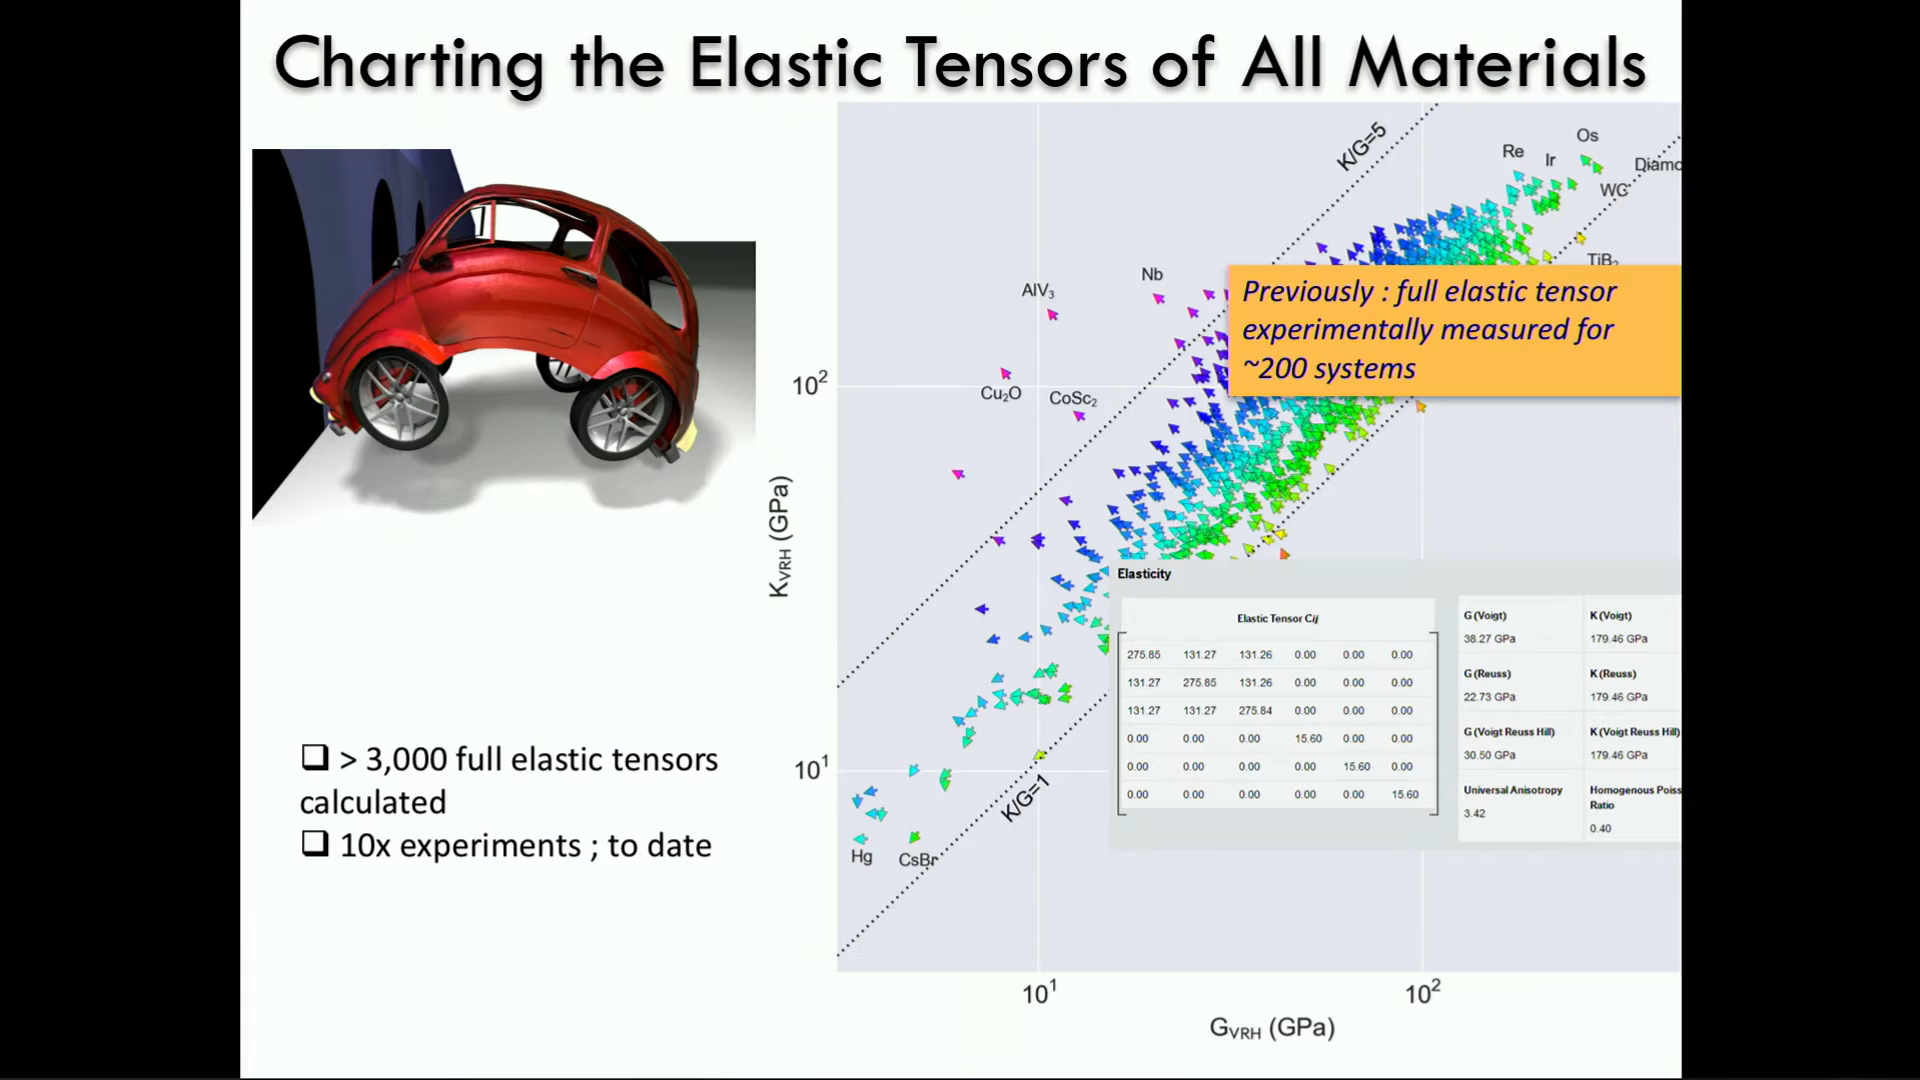 Charting the Elastic Tensors of All Materials
K/G=5
Os
Re
Ir
Diamo
WC
TiB₂
Nb
AlV₃
Previously : full elastic tensor
experimentally measured for
~200 systems
10²
Cu₂O
CoSc₂
K_VRH (GPa)
Elasticity
Elastic Tensor Cij
275.85 131.27 131.26 0.00 0.00 0.00
131.27 275.85 131.26 0.00 0.00 0.00
131.27 131.27 275.84 0.00 0.00 0.00
0.00 0.00 0.00 15.60 0.00 0.00
0.00 0.00 0.00 0.00 15.60 0.00
0.00 0.00 0.00 0.00 0.00 15.60
G (Voigt) K (Voigt)
38.27 GPa 179.46 GPa
G (Reuss) K (Reuss)
22.73 GPa 179.46 GPa
G (Voigt Reuss Hill) K (Voigt Reuss Hill)
30.50 GPa 179.46 GPa
Universal Anisotropy Homogenous Poiss
Ratio
3.42
0.40
❑ > 3,000 full elastic tensors
calculated
❑ 10x experiments ; to date
10¹
K/G=1
Hg
CsBr
10¹
10²
G_VRH (GPa)